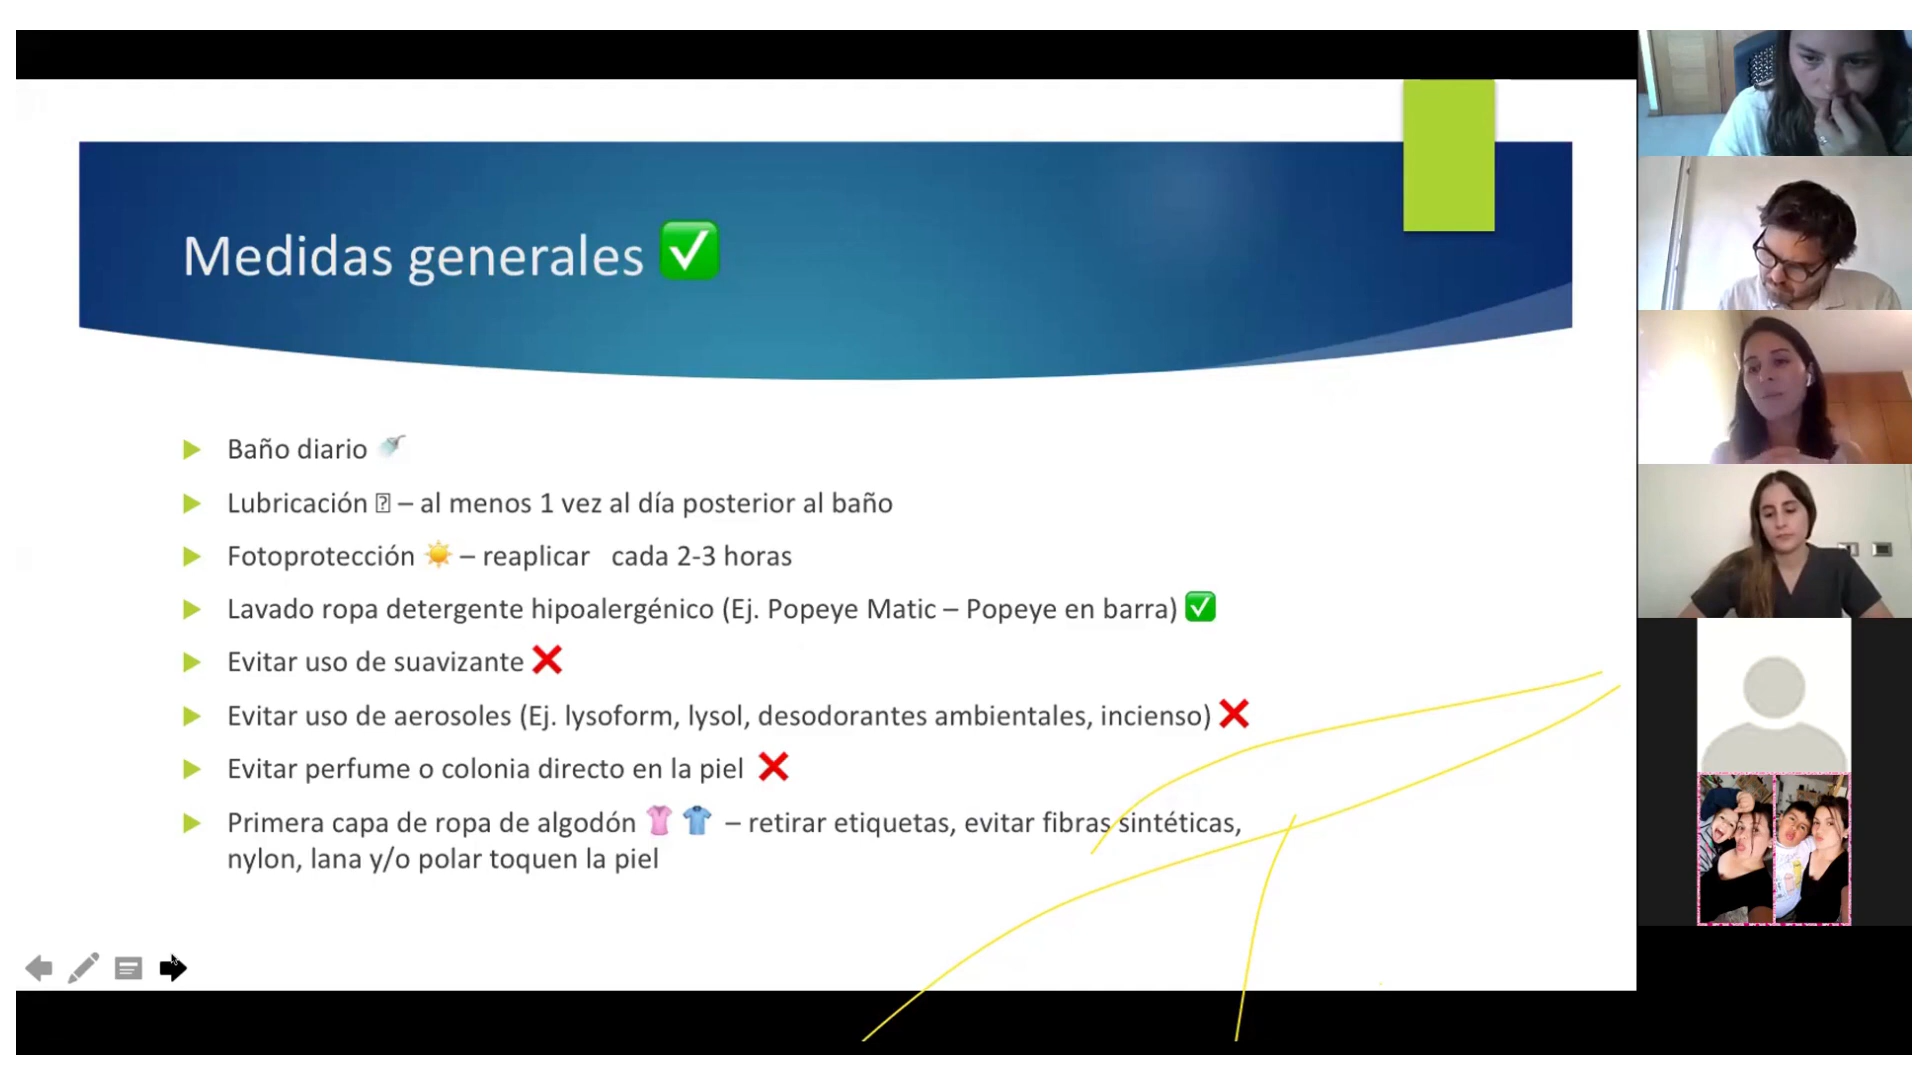 Medidas generales ✅
Baño diario 🚿
Lubricación – al menos 1 vez al día posterior al baño
Fotoprotección ☀️ – reaplicar cada 2-3 horas
Lavado ropa detergente hipoalergénico (Ej. Popeye Matic – Popeye en barra) ✅
Evitar uso de suavizante ❌
Evitar uso de aerosoles (Ej. lysoform, lysol, desodorantes ambientales, incienso) ❌
Evitar perfume o colonia directo en la piel ❌
Primera capa de ropa de algodón 👚 👕 – retirar etiquetas, evitar fibras sintéticas,
nylon, lana y/o polar toquen la piel